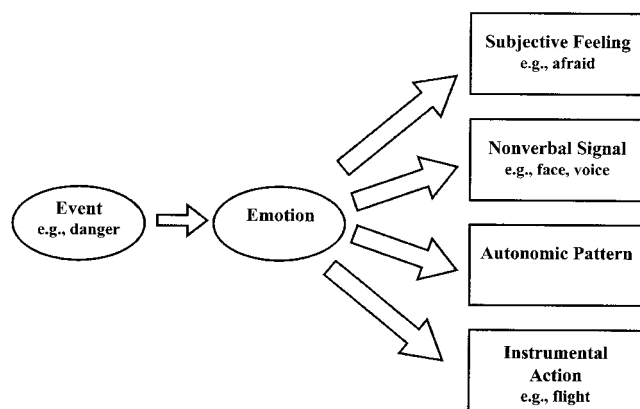 Subjective Feeling
e.g., afraid
Nonverbal Signal
e.g., face, voice
Event
e.g., danger
Emotion
Autonomic Pattern
Instrumental
Action
e.g., flight